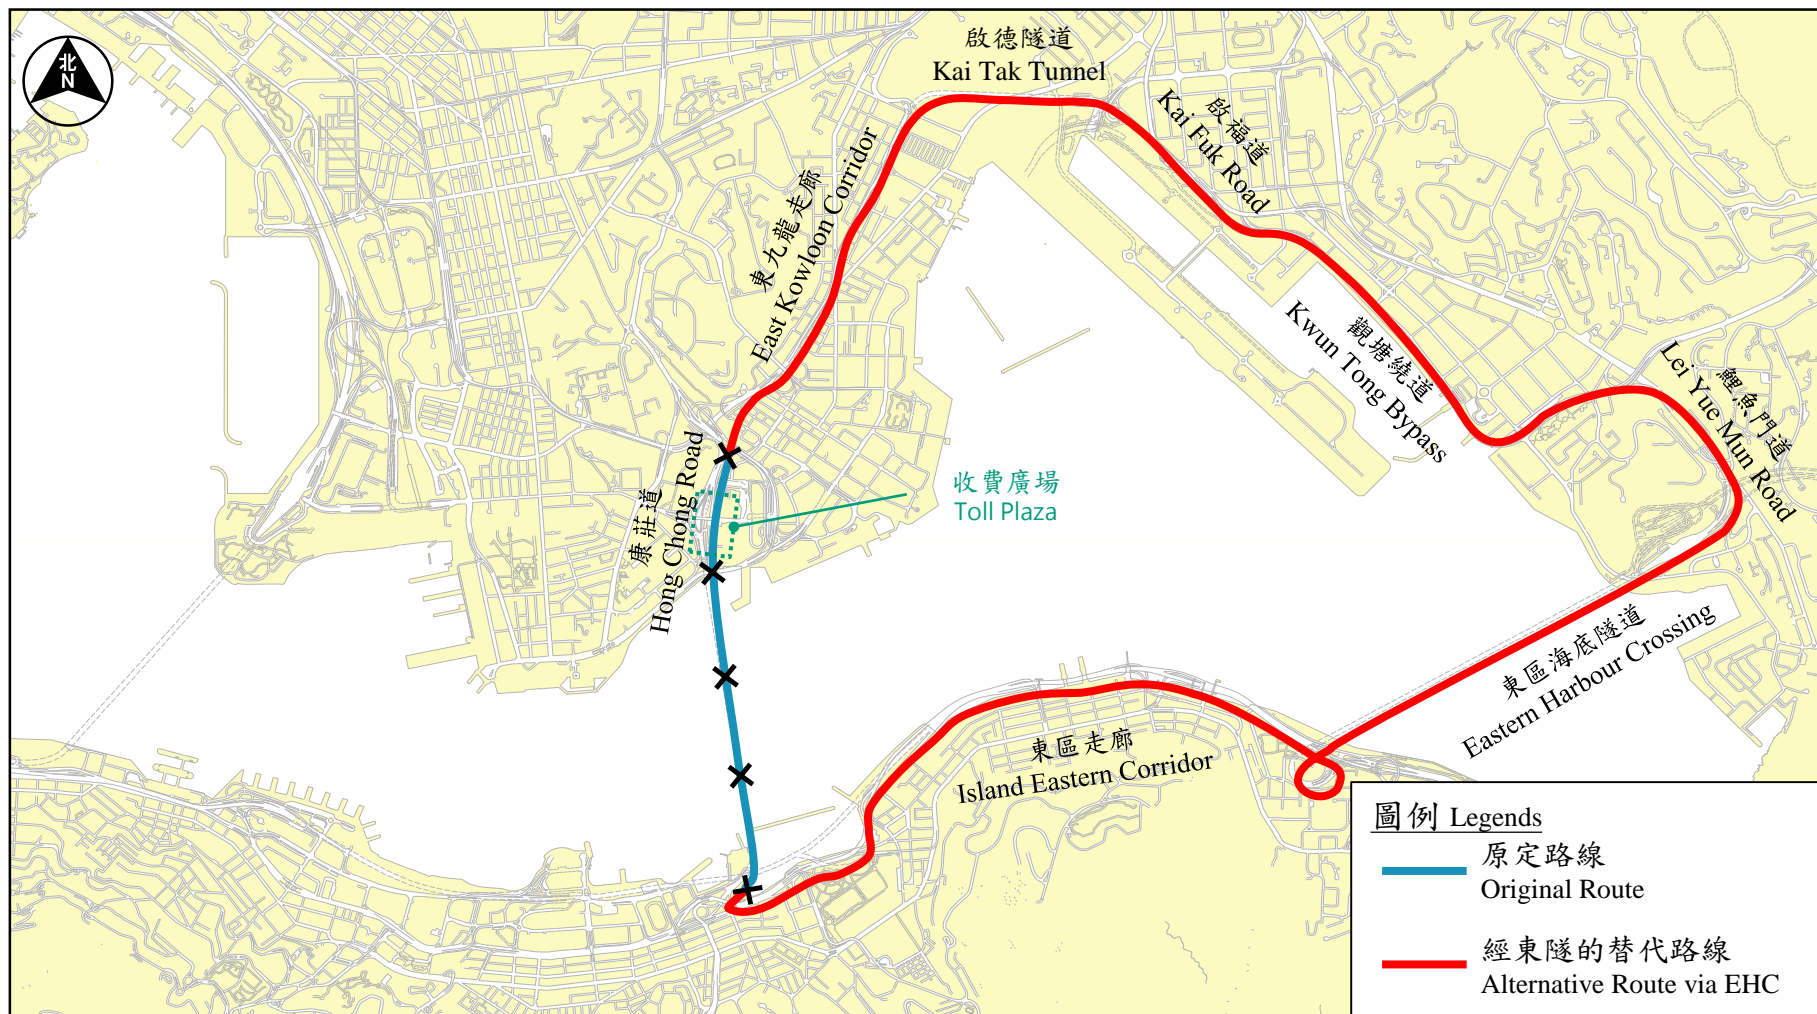 北
N
啟德隧道
Kai Tak Tunnel
啟福道
Kai Fuk Road
東九龍走廊
East Kowloon Corridor
觀塘繞道
Kwun Tong Bypass
鯉魚門道
Lei Yue Mun Road
康莊道
Hong Chong Road
收費廣場
Toll Plaza
東區海底隧道
Eastern Harbour Crossing
東區走廊
Island Eastern Corridor
圖例 Legends
原定路線
Original Route
經東隧的替代路線
Alternative Route via EHC